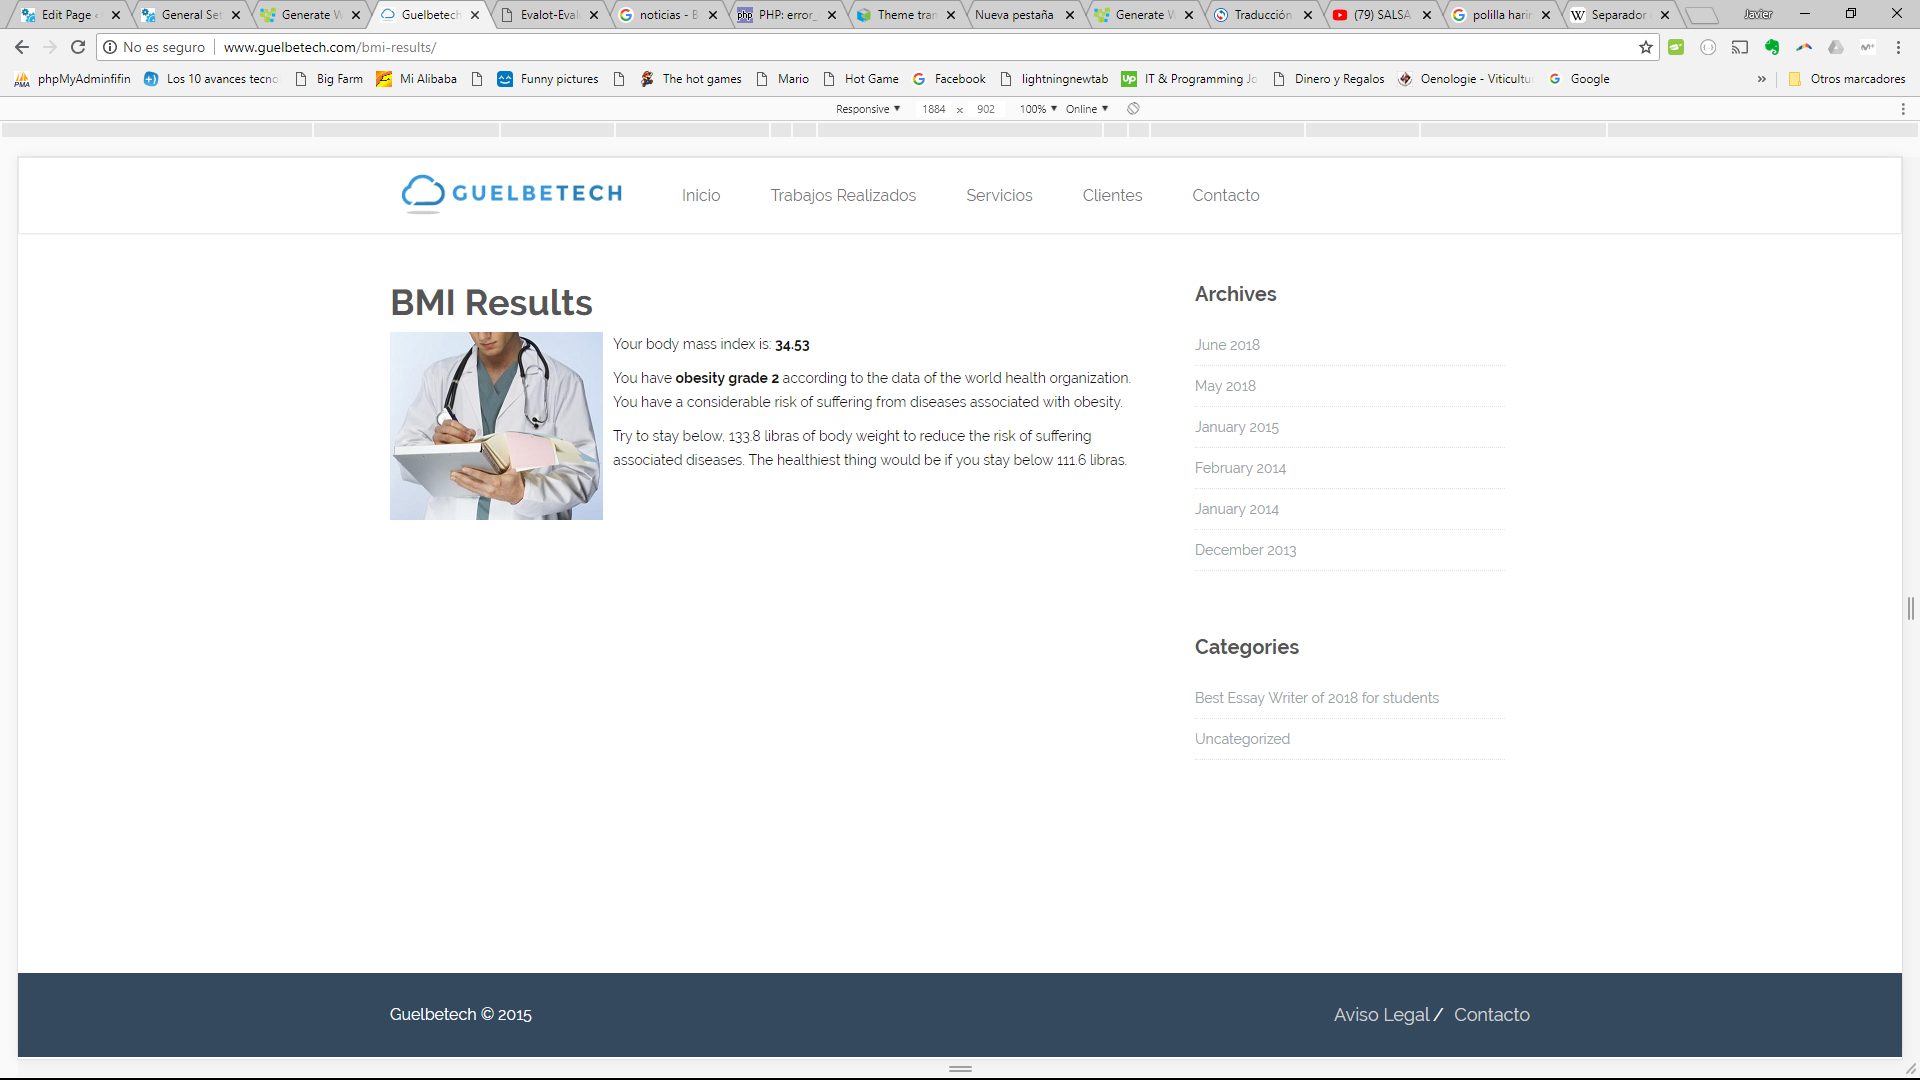 Edit Page
General Set
Generate W
Guelbetech
Evalot-Eval
noticias - B
php PHP: error_
Theme tran
Nueva pestaña
Generate W
Traducción
(79) SALSA
polilla harin
W Separador
Javier
No es seguro www.guelbetech.com/bmi-results/
PMA phpMyAdminfifin
Los 10 avances tecno
Big Farm
Mi Alibaba
Funny pictures
The hot games
Mario
Hot Game
Facebook
lightningnewtab
Up IT & Programming Jo
Dinero y Regalos
Oenologie - Viticultu
Google
» Otros marcadores
Responsive ▼ 1884 x 902 100% ▼ Online ▼
GUELBETECH
Inicio
Trabajos Realizados
Servicios
Clientes
Contacto
BMI Results
Your body mass index is: 34.53
You have obesity grade 2 according to the data of the world health organization.
You have a considerable risk of suffering from diseases associated with obesity.
Try to stay below, 133.8 libras of body weight to reduce the risk of suffering
associated diseases. The healthiest thing would be if you stay below 111.6 libras.
Archives
June 2018
May 2018
January 2015
February 2014
January 2014
December 2013
Categories
Best Essay Writer of 2018 for students
Uncategorized
Guelbetech © 2015
Aviso Legal / Contacto